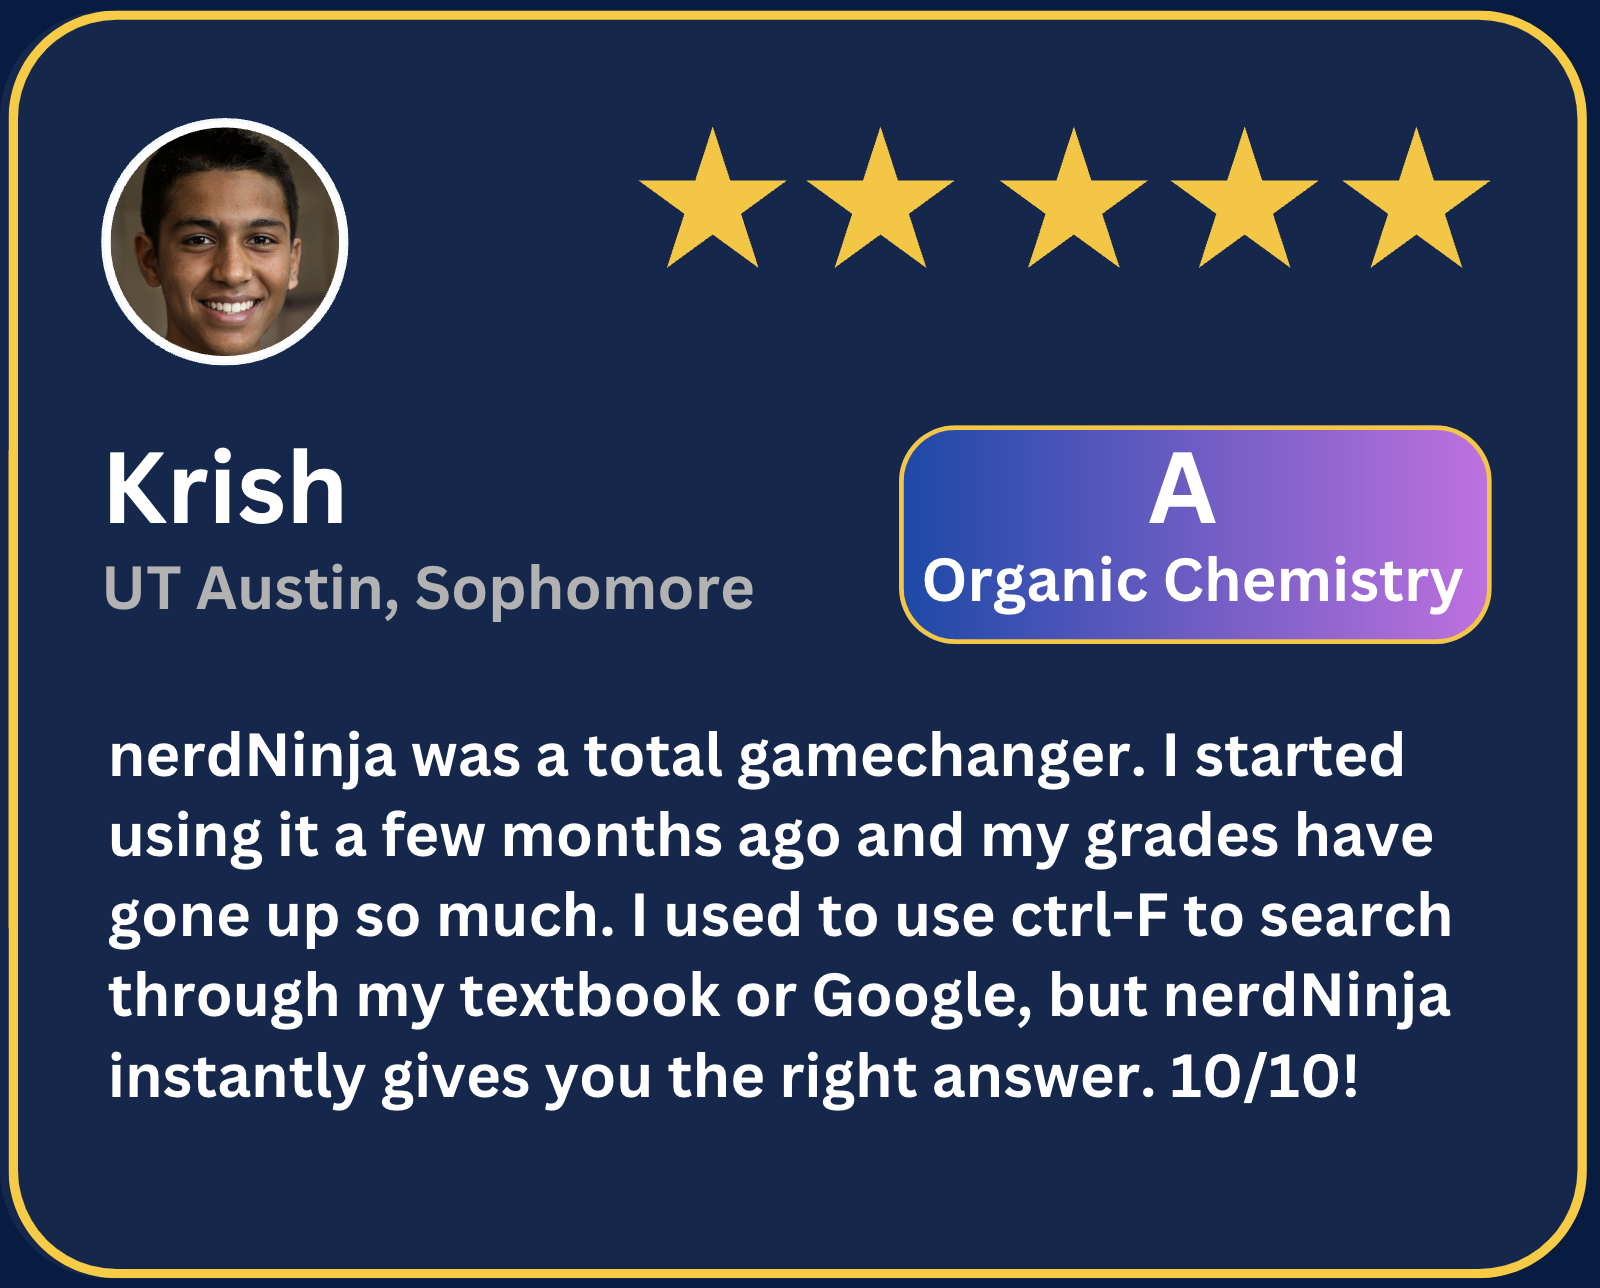 Krish
UT Austin, Sophomore
A
Organic Chemistry
nerdNinja was a total gamechanger. I started
using it a few months ago and my grades have
gone up so much. I used to use ctrl-F to search
through my textbook or Google, but nerdNinja
instantly gives you the right answer. 10/10!